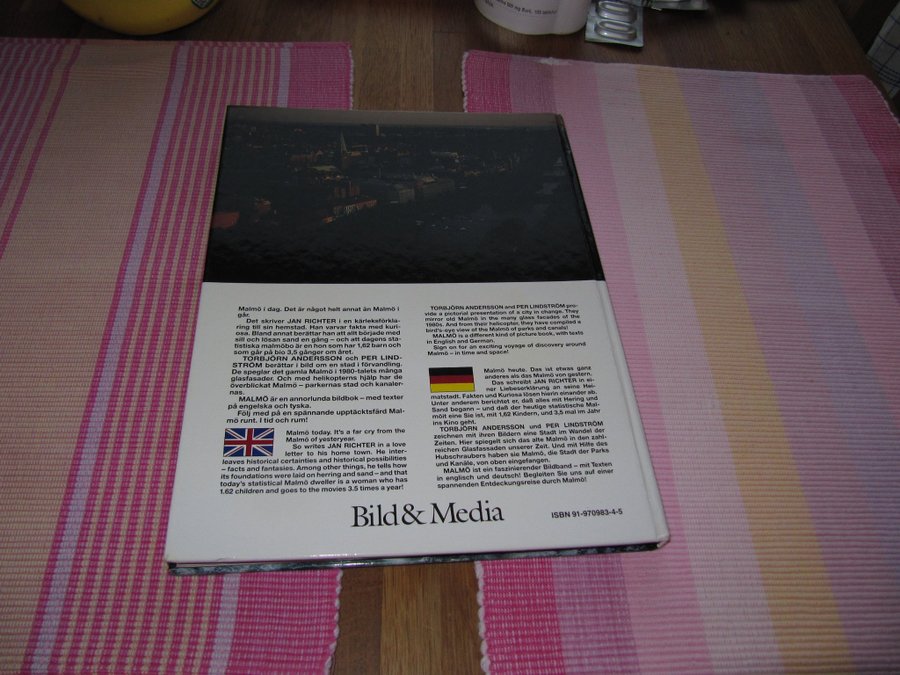 Malmö i dag. Det är något helt annat än Malmö i
går.
Det skriver JAN RICHTER i en kärleksförkla-
ring till sin hemstad. Han varvar fakta med kuri-
osa. Bland annat berättar han att allt började med
sill och lösan sand en gång – och att dagens sta-
tistiska malmöbo är en hon som har 1,62 barn och
som går på bio 3,5 gånger om året.
TORBJÖRN ANDERSSON och PER LIND-
STRÖM berättar i bild om en stad i förvandling.
De speglar det gamla Malmö i 1980-talets många
glasfasader. Och med helikopterns hjälp har de
överblickat Malmö – parkernas stad och kanaler-
nas.
MALMÖ är en annorlunda bildbok – med texter
på engelska och tyska.
Följ med på en spännande upptäcktsfärd Mal-
mö runt. I tid och rum!
Malmö today. It's a far cry from the
Malmö of yesteryear.
So writes JAN RICHTER in a love
letter to his home town. He inter-
leaves historical certainties and historical possibilities
– facts and fantasies. Among other things, he tells how
its foundations were laid on herring and sand – and that
today's statistical Malmö dweller is a woman who has
1.62 children and goes to the movies 3.5 times a year!
TORBJÖRN ANDERSSON and PER LINDSTRÖM pro-
vide a pictorial presentation of a city in change. They
mirror old Malmö in the many glass facades of the
1980s. And from their helicopter, they have compiled a
bird's-eye view of the Malmö of parks and canals!
MALMÖ is a different kind of picture book, with texts
in English and German.
Sign on for an exciting voyage of discovery around
Malmö – in time and space!
Malmö heute. Das ist etwas ganz
anderes als das Malmö von gestern.
Das schreibt JAN RICHTER in ei-
ner Liebeserklärung an seine Hei-
matstadt. Fakten und Kuriosa lösen hierin einander ab.
Unter anderem berichtet er, daß alles mit Hering und
Sand begann – und daß der heutige statistische Mal-
möit eine Sie ist, mit 1,62 Kindern, und 3,5 mal im Jahr
ins Kino geht.
TORBJÖRN ANDERSSON und PER LINDSTRÖM
zeichnen mit ihren Bildern eine Stadt im Wandel der
Zeiten. Hier spiegelt sich das alte Malmö in den zahl-
reichen Glasfassaden unserer Zeit. Und mit Hilfe des
Hubschraubers haben sie Malmö, die Stadt der Parks
und Kanäle, von oben eingefangen.
MALMÖ ist ein faszinierender Bildband – mit Texten
in englisch und deutsch! Begleiten Sie uns auf einer
spannenden Entdeckungsreise durch Malmö!
Bild & Media
ISBN 91-970983-4-5